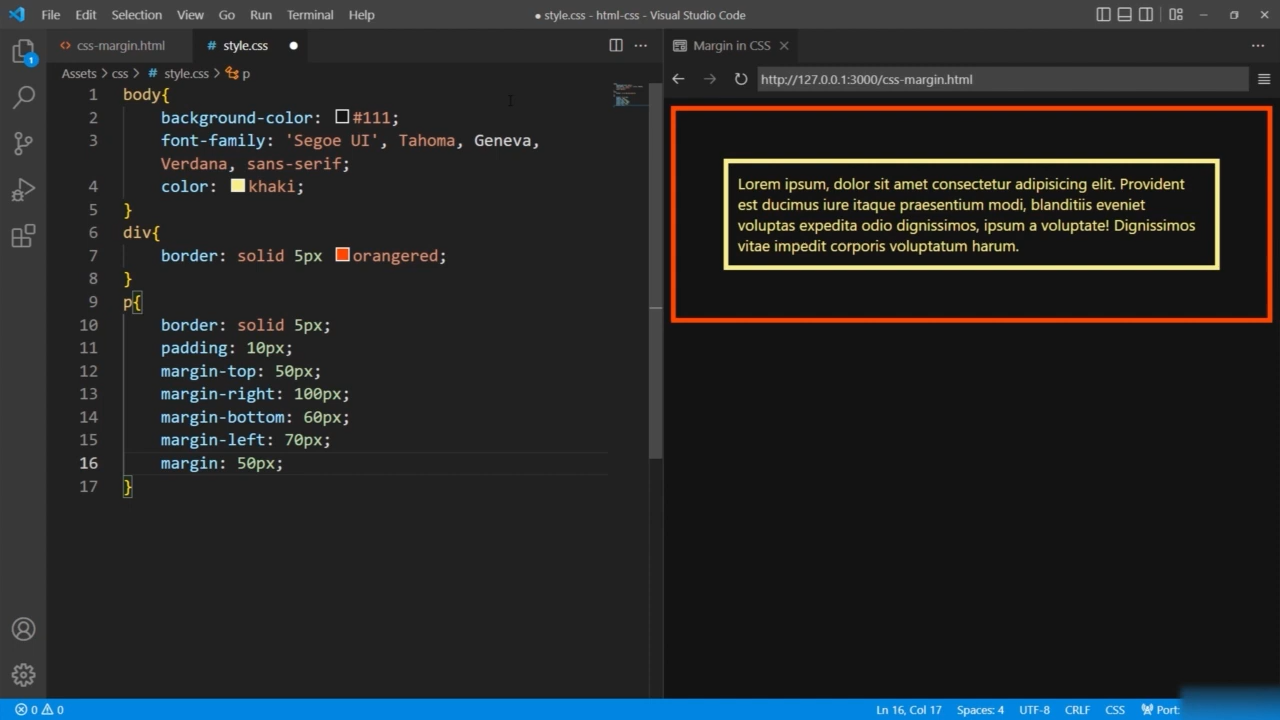 File Edit Selection View Go Run Terminal Help ● style.css - html-css - Visual Studio Code
<> css-margin.html # style.css ●
Assets > css > # style.css > p
1 body{
2 background-color: #111;
3 font-family: 'Segoe UI', Tahoma, Geneva,
Verdana, sans-serif;
4 color: khaki;
5 }
6 div{
7 border: solid 5px orangered;
8 }
9 p{
10 border: solid 5px;
11 padding: 10px;
12 margin-top: 50px;
13 margin-right: 100px;
14 margin-bottom: 60px;
15 margin-left: 70px;
16 margin: 50px;
17 }
Margin in CSS
http://127.0.0.1:3000/css-margin.html
Lorem ipsum, dolor sit amet consectetur adipisicing elit. Provident
est ducimus iure itaque praesentium modi, blanditiis eveniet
voluptas expedita odio dignissimos, ipsum a voluptate! Dignissimos
vitae impedit corporis voluptatum harum.
1
0 0 Ln 16, Col 17 Spaces: 4 UTF-8 CRLF CSS Port: